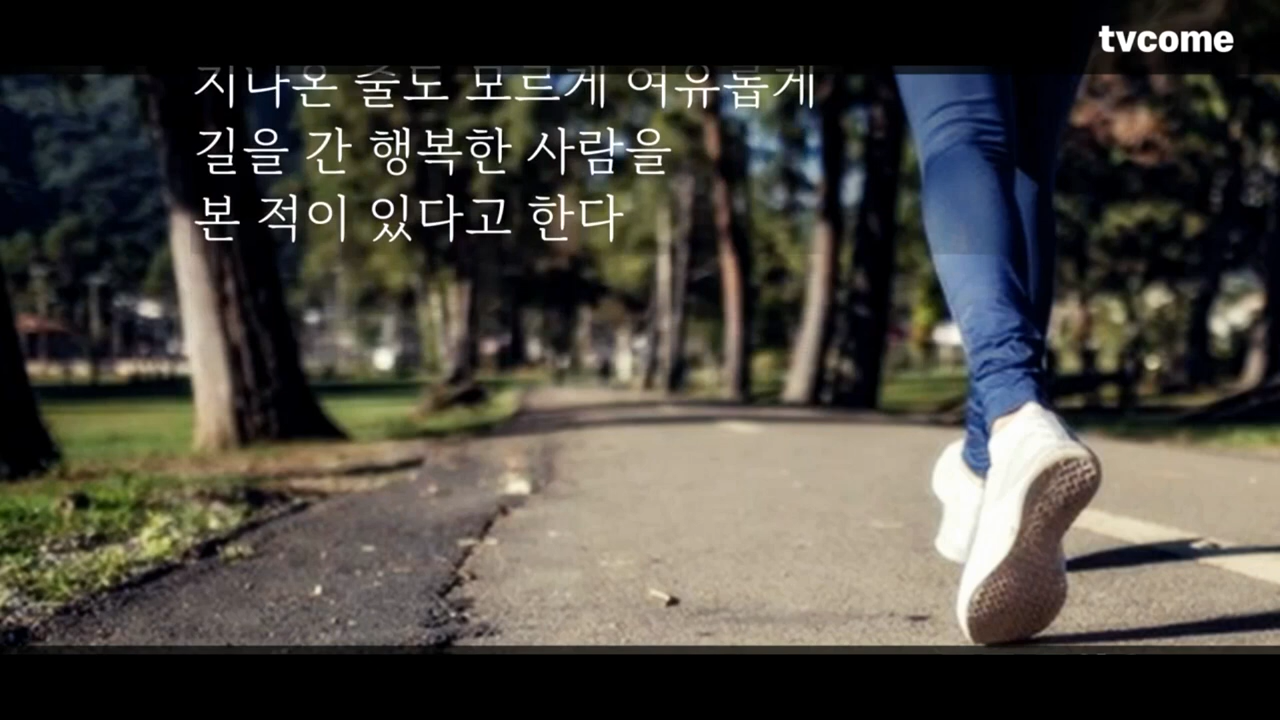 tvcome
지나온 줄도 모르게 여유롭게
길을 간 행복한 사람을
본 적이 있다고 한다